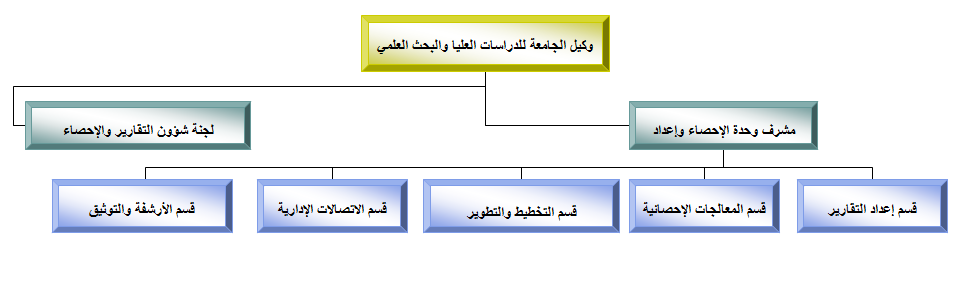 وكيل الجامعة للدراسات العليا والبحث العلمي
مشرف وحدة الإحصاء وإعداد
لجنة شؤون التقارير والإحصاء
قسم إعداد التقارير
قسم المعالجات الإحصائية
قسم التخطيط والتطوير
قسم الاتصالات الإدارية
قسم الأرشفة والتوثيق